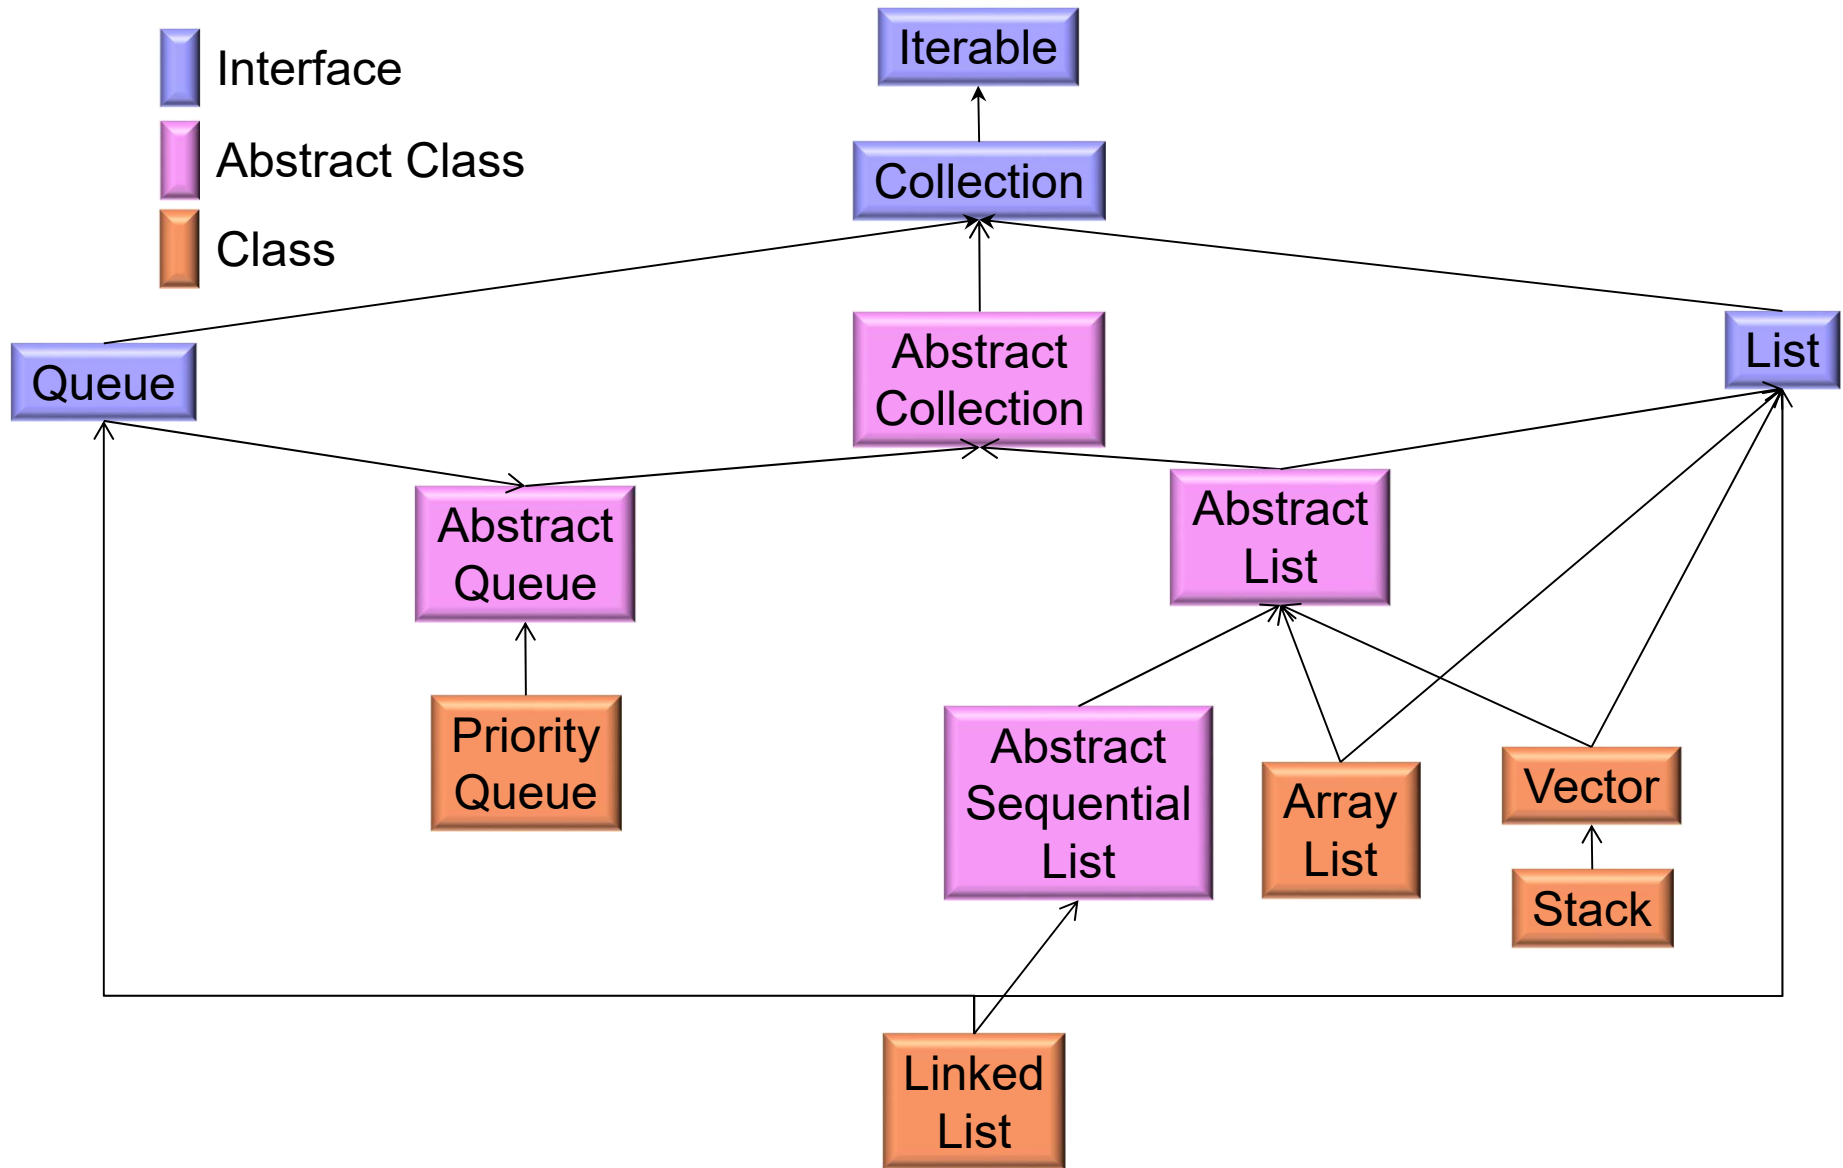 Interface
Abstract Class
Class
Iterable
Collection
Queue
Abstract
Collection
List
Abstract
Queue
Abstract
List
Priority
Queue
Abstract
Sequential
List
Array
List
Vector
Stack
Linked
List